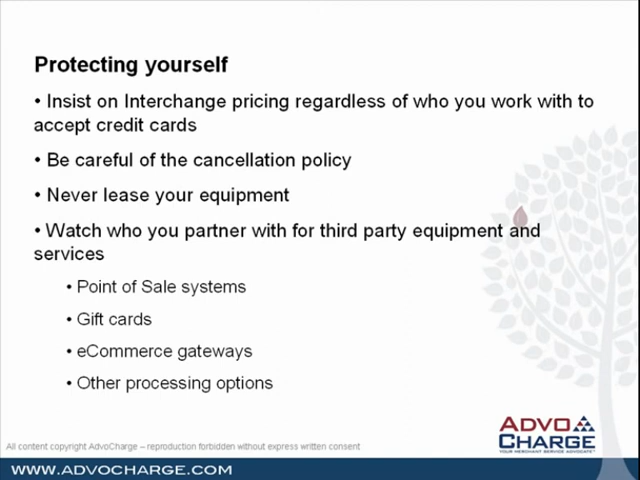 Protecting yourself
• Insist on Interchange pricing regardless of who you work with to
accept credit cards
• Be careful of the cancellation policy
• Never lease your equipment
• Watch who you partner with for third party equipment and
services
• Point of Sale systems
• Gift cards
• eCommerce gateways
• Other processing options
ADVO
CHARGE
YOUR MERCHANT SERVICE ADVOCATE
All content copyright AdvoCharge – reproduction forbidden without express written consent
WWW.ADVOCHARGE.COM